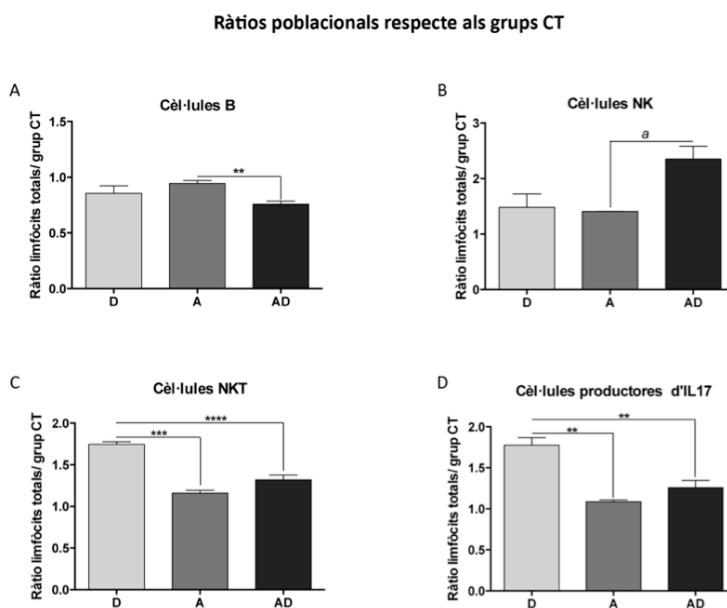 Ràtios poblacionals respecte als grups CT
A
Cèl·lules B
Ràtio limfòcits totals/ grup CT
1.5
1.0
0.5
0.0
**
D A AD
B
Cèl·lules NK
Ràtio limfòcits totals/ grup CT
3
2
1
0
a
D A AD
C
Cèl·lules NKT
Ràtio limfòcits totals/ grup CT
2.0
1.5
1.0
0.5
0.0
****
***
D A AD
D
Cèl·lules productores d'IL17
Ràtio limfòcits totals/ grup CT
2.0
1.5
1.0
0.5
0.0
**
**
D A AD